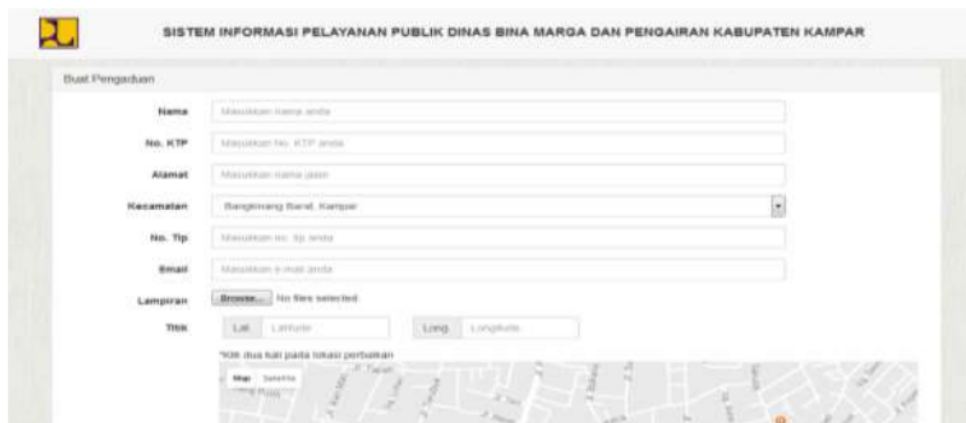 SISTEM INFORMASI PELAYANAN PUBLIK DINAS BINA MARGA DAN PENGAIRAN KABUPATEN KAMPAR
Buat Pengaduan
Nama Masukkan nama anda
No. KTP Masukkan No. KTP anda
Alamat Masukkan nama jalan
Kecamatan Bangkinang Barat, Kampar
No. Tlp Masukkan no. tlp anda
Email Masukkan e-mail anda
Lampiran Browse... No files selected.
Titik Lat. Latitude Long. Longitude
*Klik dua kali pada lokasi perbaikan
Map Satellite